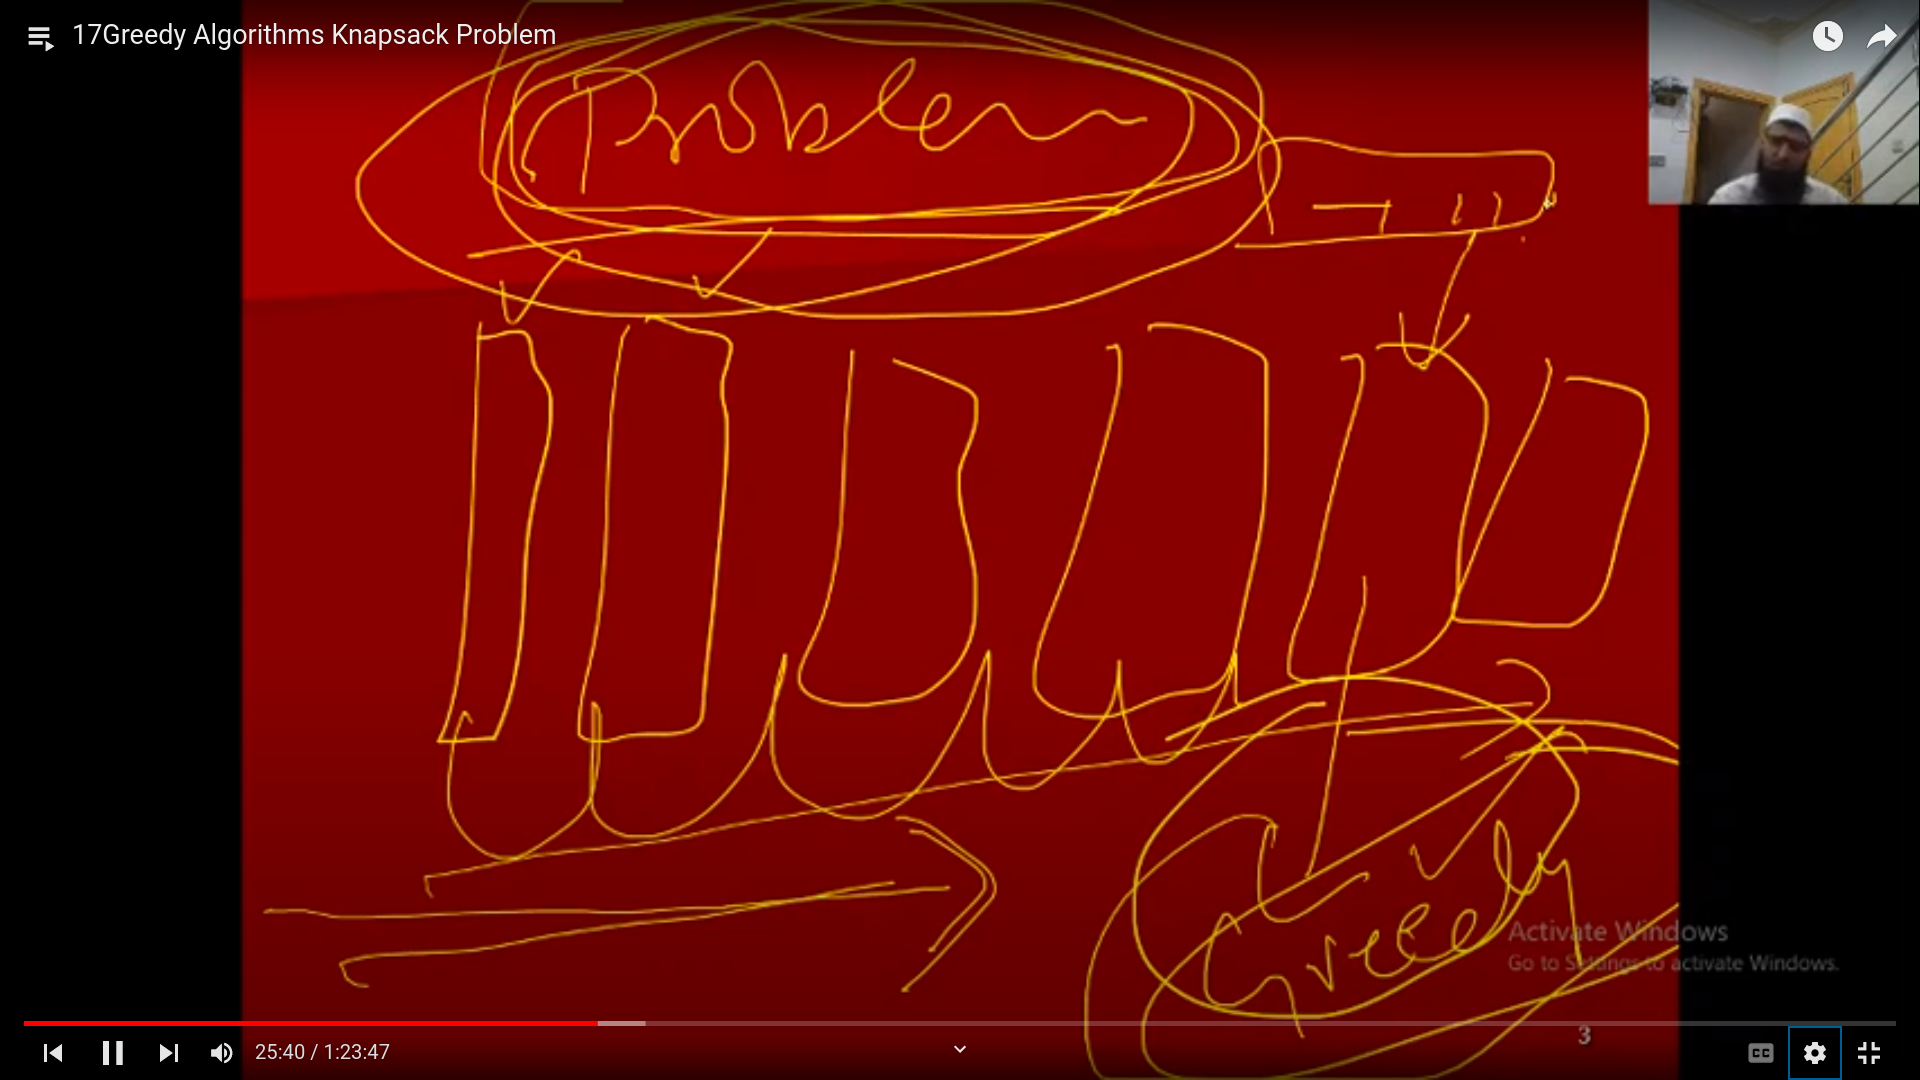 17Greedy Algorithms Knapsack Problem
Problem
Greedy
Activate Windows
Go to Settings to activate Windows.
3
25:40 / 1:23:47
CC